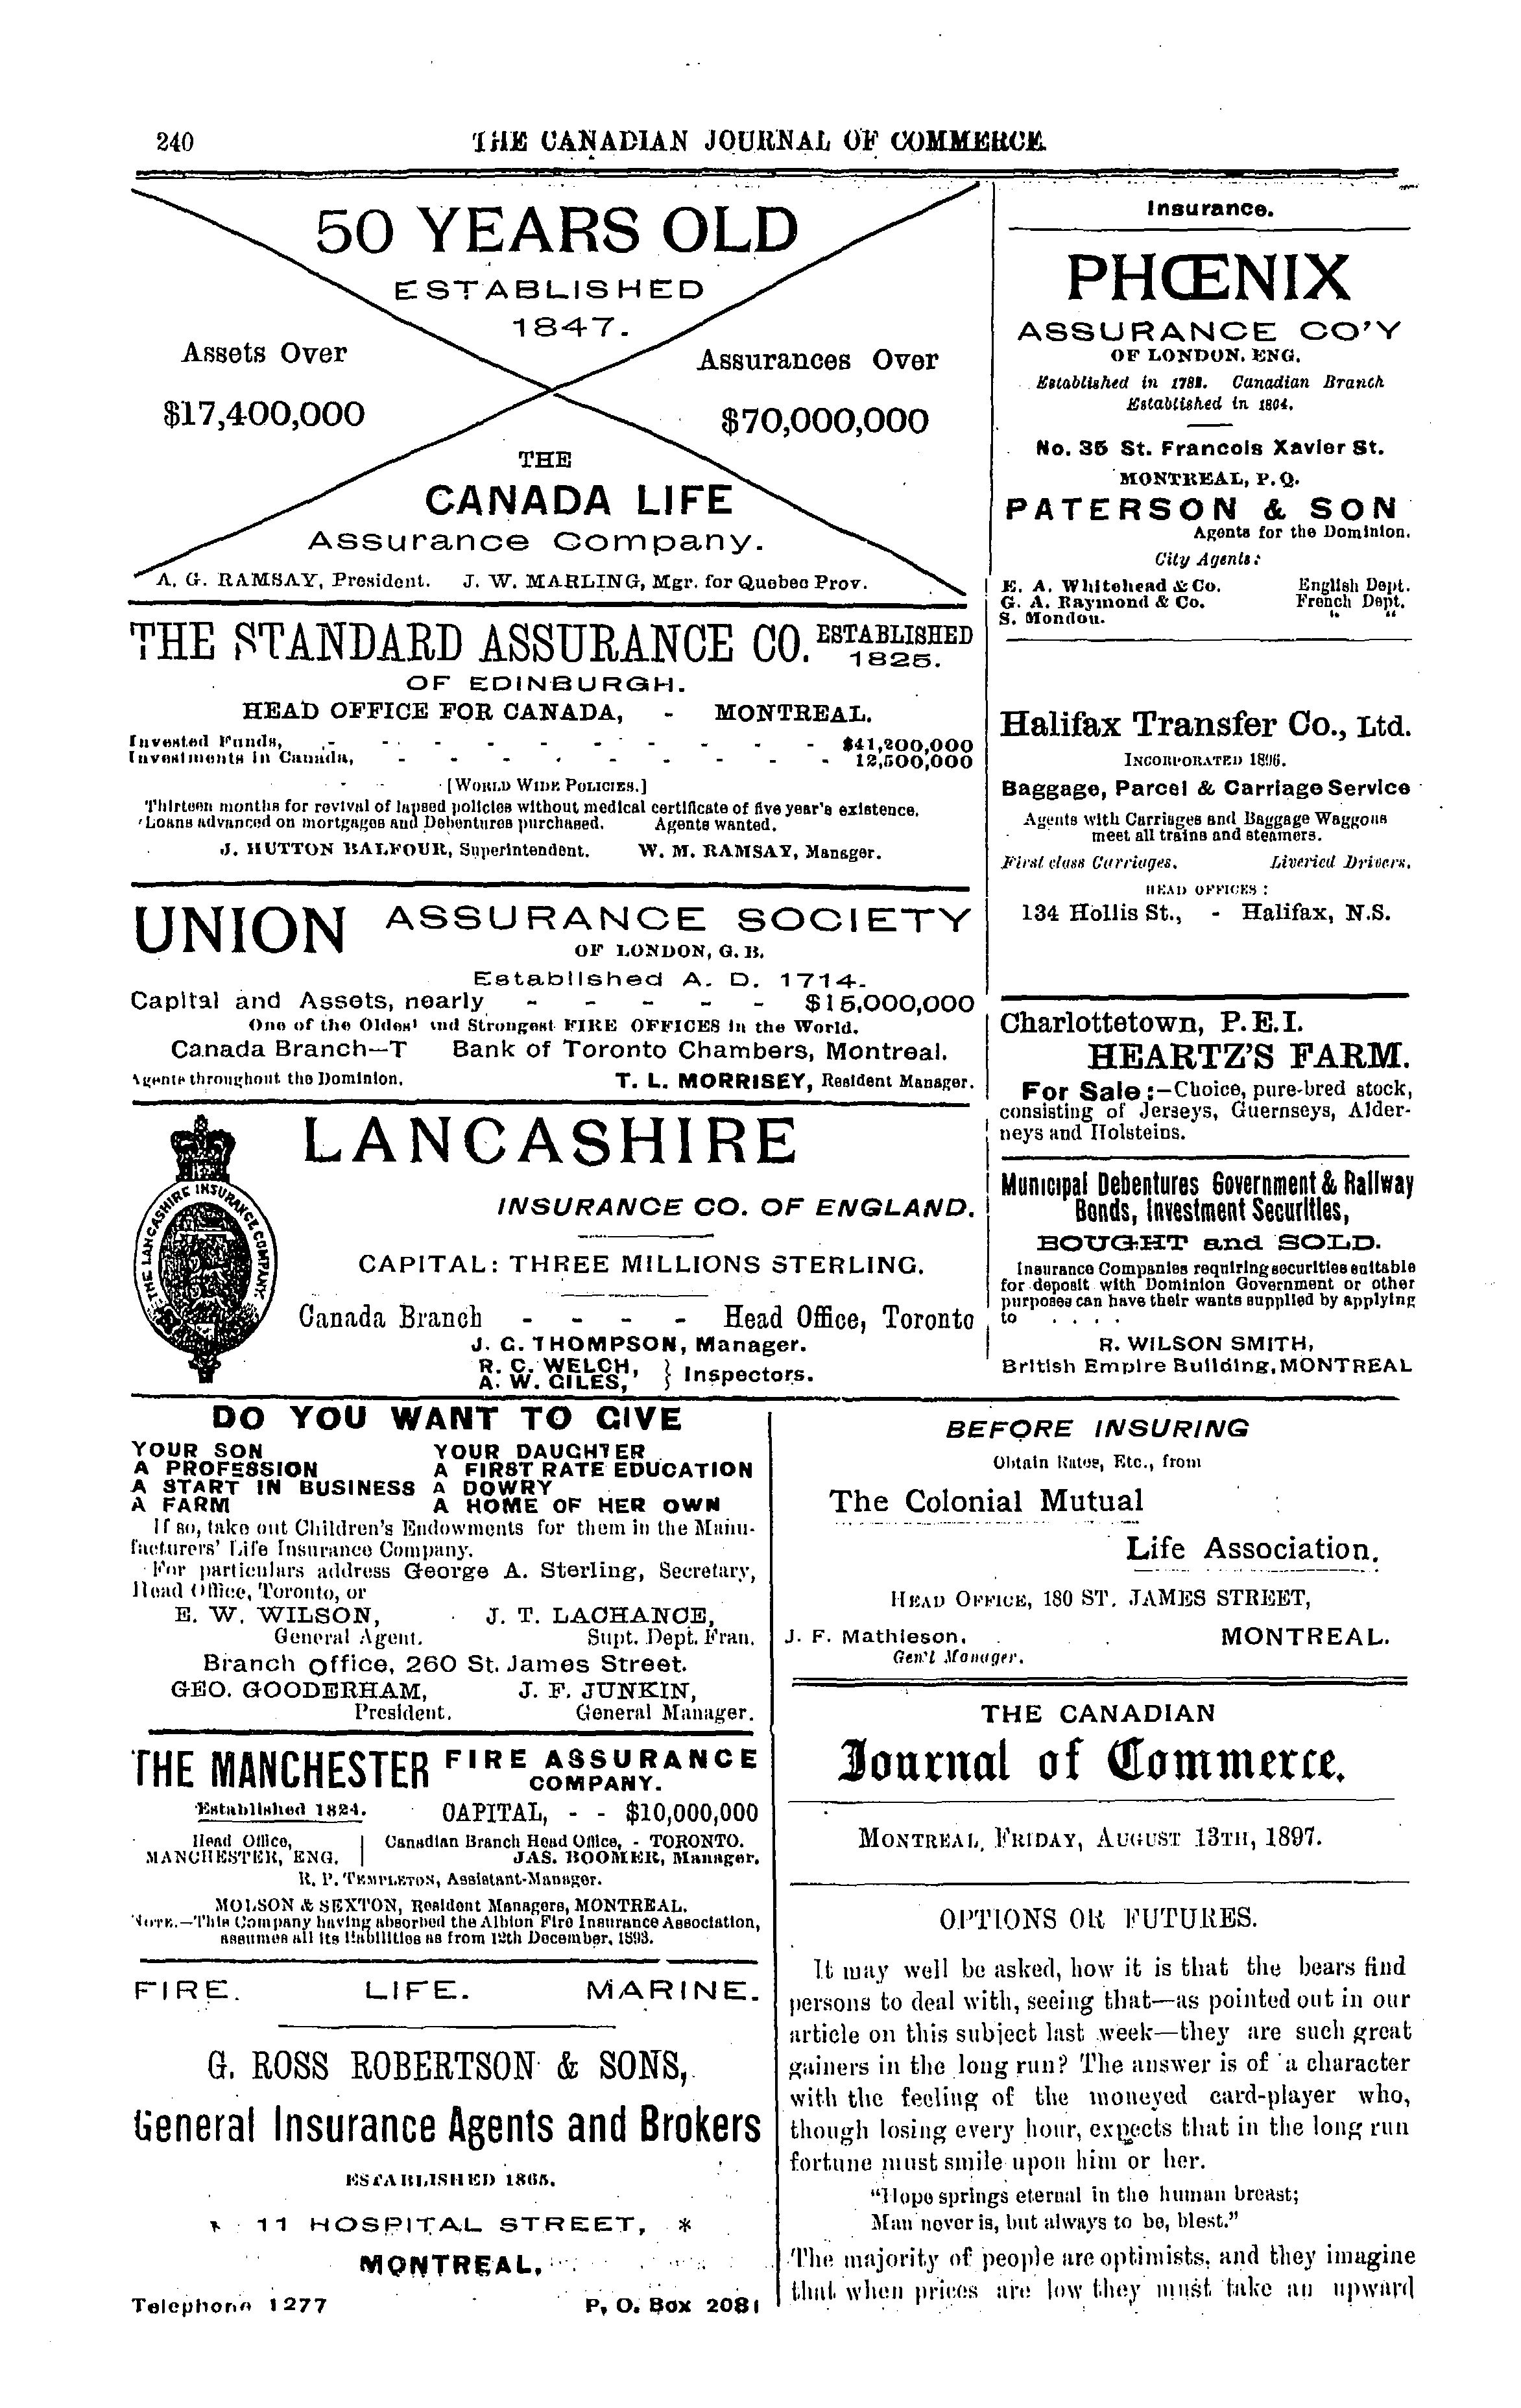 240
THE CANADIAN JOURNAL OF COMMERCE.
50 YEARS OLD
ESTABLISHED
1847.
Assets Over
$17,400,000
Assurances Over
$70,000,000
THE
CANADA LIFE
Assurance Company.
A. G. RAMSAY, President. J. W. MARLING, Mgr. for Quebec Prov.
THE STANDARD ASSURANCE CO. ESTABLISHED
1825.
OF EDINBURGH.
HEAD OFFICE FOR CANADA, - MONTREAL.
Invested Funds, - - - - - - - - - - $41,200,000
Investments in Canada, - - - - - - - - - 12,500,000
[WORLD WIDE POLICIES.]
Thirteen months for revival of lapsed policies without medical certificate of five year's existence.
Loans advanced on mortgages and Debentures purchased. Agents wanted.
J. HUTTON BALFOUR, Superintendent. W. M. RAMSAY, Manager.
UNION ASSURANCE SOCIETY
OF LONDON, G. B.
Established A. D. 1714.
Capital and Assets, nearly - - - - - $15,000,000
One of the Oldest and Strongest FIRE OFFICES in the World.
Canada Branch—T Bank of Toronto Chambers, Montreal.
Agents throughout the Dominion. T. L. MORRISEY, Resident Manager.
THE LANCASHIRE INSURANCE COMPANY.
LANCASHIRE
INSURANCE CO. OF ENGLAND.
CAPITAL: THREE MILLIONS STERLING.
Canada Branch - - - - Head Office, Toronto
J. G. THOMPSON, Manager.
R. C. WELCH,
A. W. GILES, } Inspectors.
Insurance.
PHŒNIX
ASSURANCE CO'Y
OF LONDON, ENG.
Established in 1782. Canadian Branch
Established in 1804.
No. 35 St. Francois Xavier St.
MONTREAL, P. Q.
PATERSON & SON
Agents for the Dominion.
City Agents:
E. A. Whitehead & Co. English Dept.
G. A. Raymond & Co. French Dept.
S. Mondou. " "
Halifax Transfer Co., Ltd.
INCORPORATED 1896.
Baggage, Parcel & Carriage Service
Agents with Carriages and Baggage Waggons
meet all trains and steamers.
First class Carriages. Liveried Drivers.
HEAD OFFICES :
134 Hollis St., - Halifax, N.S.
Charlottetown, P.E.I.
HEARTZ'S FARM.
For Sale:—Choice, pure-bred stock,
consisting of Jerseys, Guernseys, Alder-
neys and Holsteins.
Municipal Debentures Government & Railway
Bonds, Investment Securities,
BOUGHT and SOLD.
Insurance Companies requiring securities suitable
for deposit with Dominion Government or other
purposes can have their wants supplied by applying
to . . . .
R. WILSON SMITH,
British Empire Building, MONTREAL
DO YOU WANT TO GIVE
YOUR SON YOUR DAUGHTER
A PROFESSION A FIRST RATE EDUCATION
A START IN BUSINESS A DOWRY
A FARM A HOME OF HER OWN
If so, take out Children's Endowments for them in the Manu-
facturers' Life Insurance Company.
For particulars address George A. Sterling, Secretary,
Head Office, Toronto, or
E. W. WILSON, J. T. LACHANCE,
General Agent. Supt. Dept. Fran.
Branch Office, 260 St. James Street.
GEO. GOODERHAM, J. F. JUNKIN,
President. General Manager.
THE MANCHESTER FIRE ASSURANCE
COMPANY.
Established 1824. CAPITAL, - - $10,000,000
Head Office, Canadian Branch Head Office, - TORONTO.
MANCHESTER, ENG. JAS. BOOMER, Manager.
R. P. TEMPLETON, Assistant-Manager.
MOLSON & SEXTON, Resident Managers, MONTREAL.
NOTE.—This Company having absorbed the Albion Fire Insurance Association,
assumes all its liabilities as from 12th December, 1893.
FIRE. LIFE. MARINE.
G. ROSS ROBERTSON & SONS,
General Insurance Agents and Brokers
ESTABLISHED 1865.
11 HOSPITAL STREET, *
MONTREAL.
Telephone 1277 P. O. Box 2081
BEFORE INSURING
Obtain Rates, Etc., from
The Colonial Mutual
Life Association.
HEAD OFFICE, 180 ST. JAMES STREET,
J. F. Mathieson, MONTREAL.
Gen'l Manager.
THE CANADIAN
Journal of Commerce.
MONTREAL, FRIDAY, AUGUST 13TH, 1897.
OPTIONS OR FUTURES.
It may well be asked, how it is that the bears find
persons to deal with, seeing that—as pointed out in our
article on this subject last week—they are such great
gainers in the long run? The answer is of a character
with the feeling of the moneyed card-player who,
though losing every hour, expects that in the long run
fortune must smile upon him or her.
"Hope springs eternal in the human breast;
Man never is, but always to be, blest."
The majority of people are optimists, and they imagine
that when prices are low they must take an upward